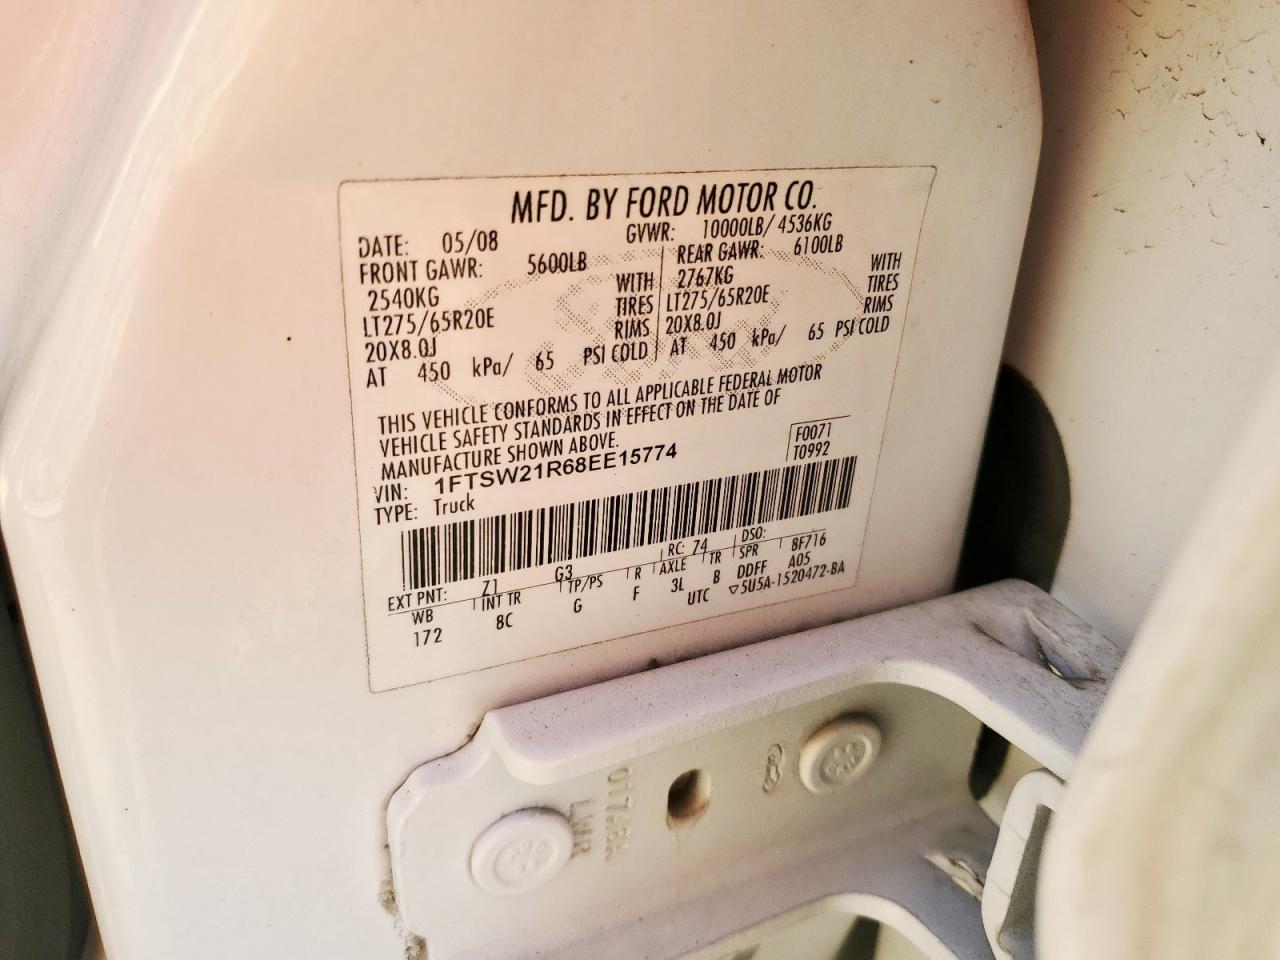 MFD. BY FORD MOTOR CO.
DATE: 05/08 GVWR: 10000LB/ 4536KG
FRONT GAWR: 5600LB REAR GAWR: 6100LB
2540KG WITH 2767KG WITH
LT275/65R20E TIRES LT275/65R20E TIRES
20X8.0J RIMS 20X8.0J RIMS
AT 450 kPa/ 65 PSI COLD AT 450 kPa/ 65 PSI COLD
THIS VEHICLE CONFORMS TO ALL APPLICABLE FEDERAL MOTOR
VEHICLE SAFETY STANDARDS IN EFFECT ON THE DATE OF
MANUFACTURE SHOWN ABOVE.
F0071
VIN: 1FTSW21R68EE15774 T0992
TYPE: Truck
EXT PNT: Z1 G3 RC: 74 DSO:
WB INT TR TP/PS R AXLE TR SPR 8F716
172 8C G F 3L B DDFF A05
UTC ▽5U5A-1520472-BA
LWR